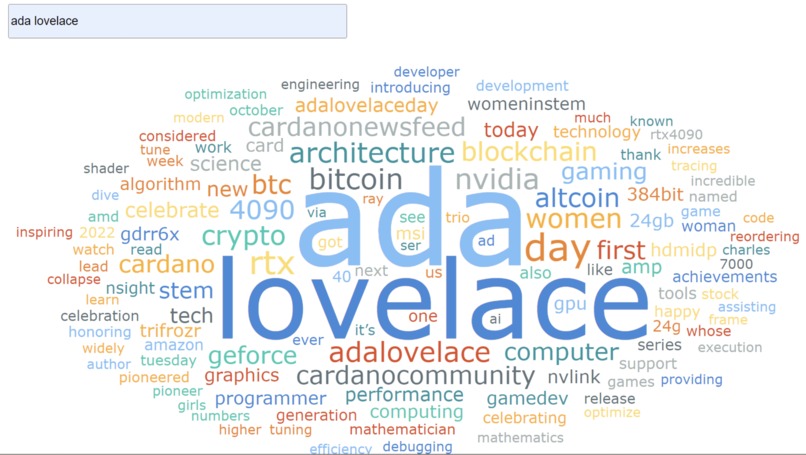 ada lovelace
developer
engineering introducing development
optimization
october adalovelaceday womeninstem
modern cardanonewsfeed today much known
considered technology rtx4090
tune work card architecture blockchain thank increases
week science tracing
shader bitcoin nvidia gaming incredible
algorithm new btc altcoin 384bit named
dive ray
amd celebrate 4090 via ada see trio women 24gb game code
woman
inspiring 2022 gdrr6x crypto got msi ad day first hdmidp reordering
watch read ser charles
lead cardano rtx 40 next us also like amp 7000
collapse achievements
learn nsight stem lovelace gpu tools stock assisting
celebration tech one ai happy frame
honoring trifrozr it's 24g whose
widely amazon ever series execution
author tuesday geforce adalovelace computer support
pioneered graphics cardanocommunity nvlink games providing
pioneer
girls programmer performance gamedev release
numbers generation computing celebrating optimize
higher tuning mathematician
efficiency debugging mathematics